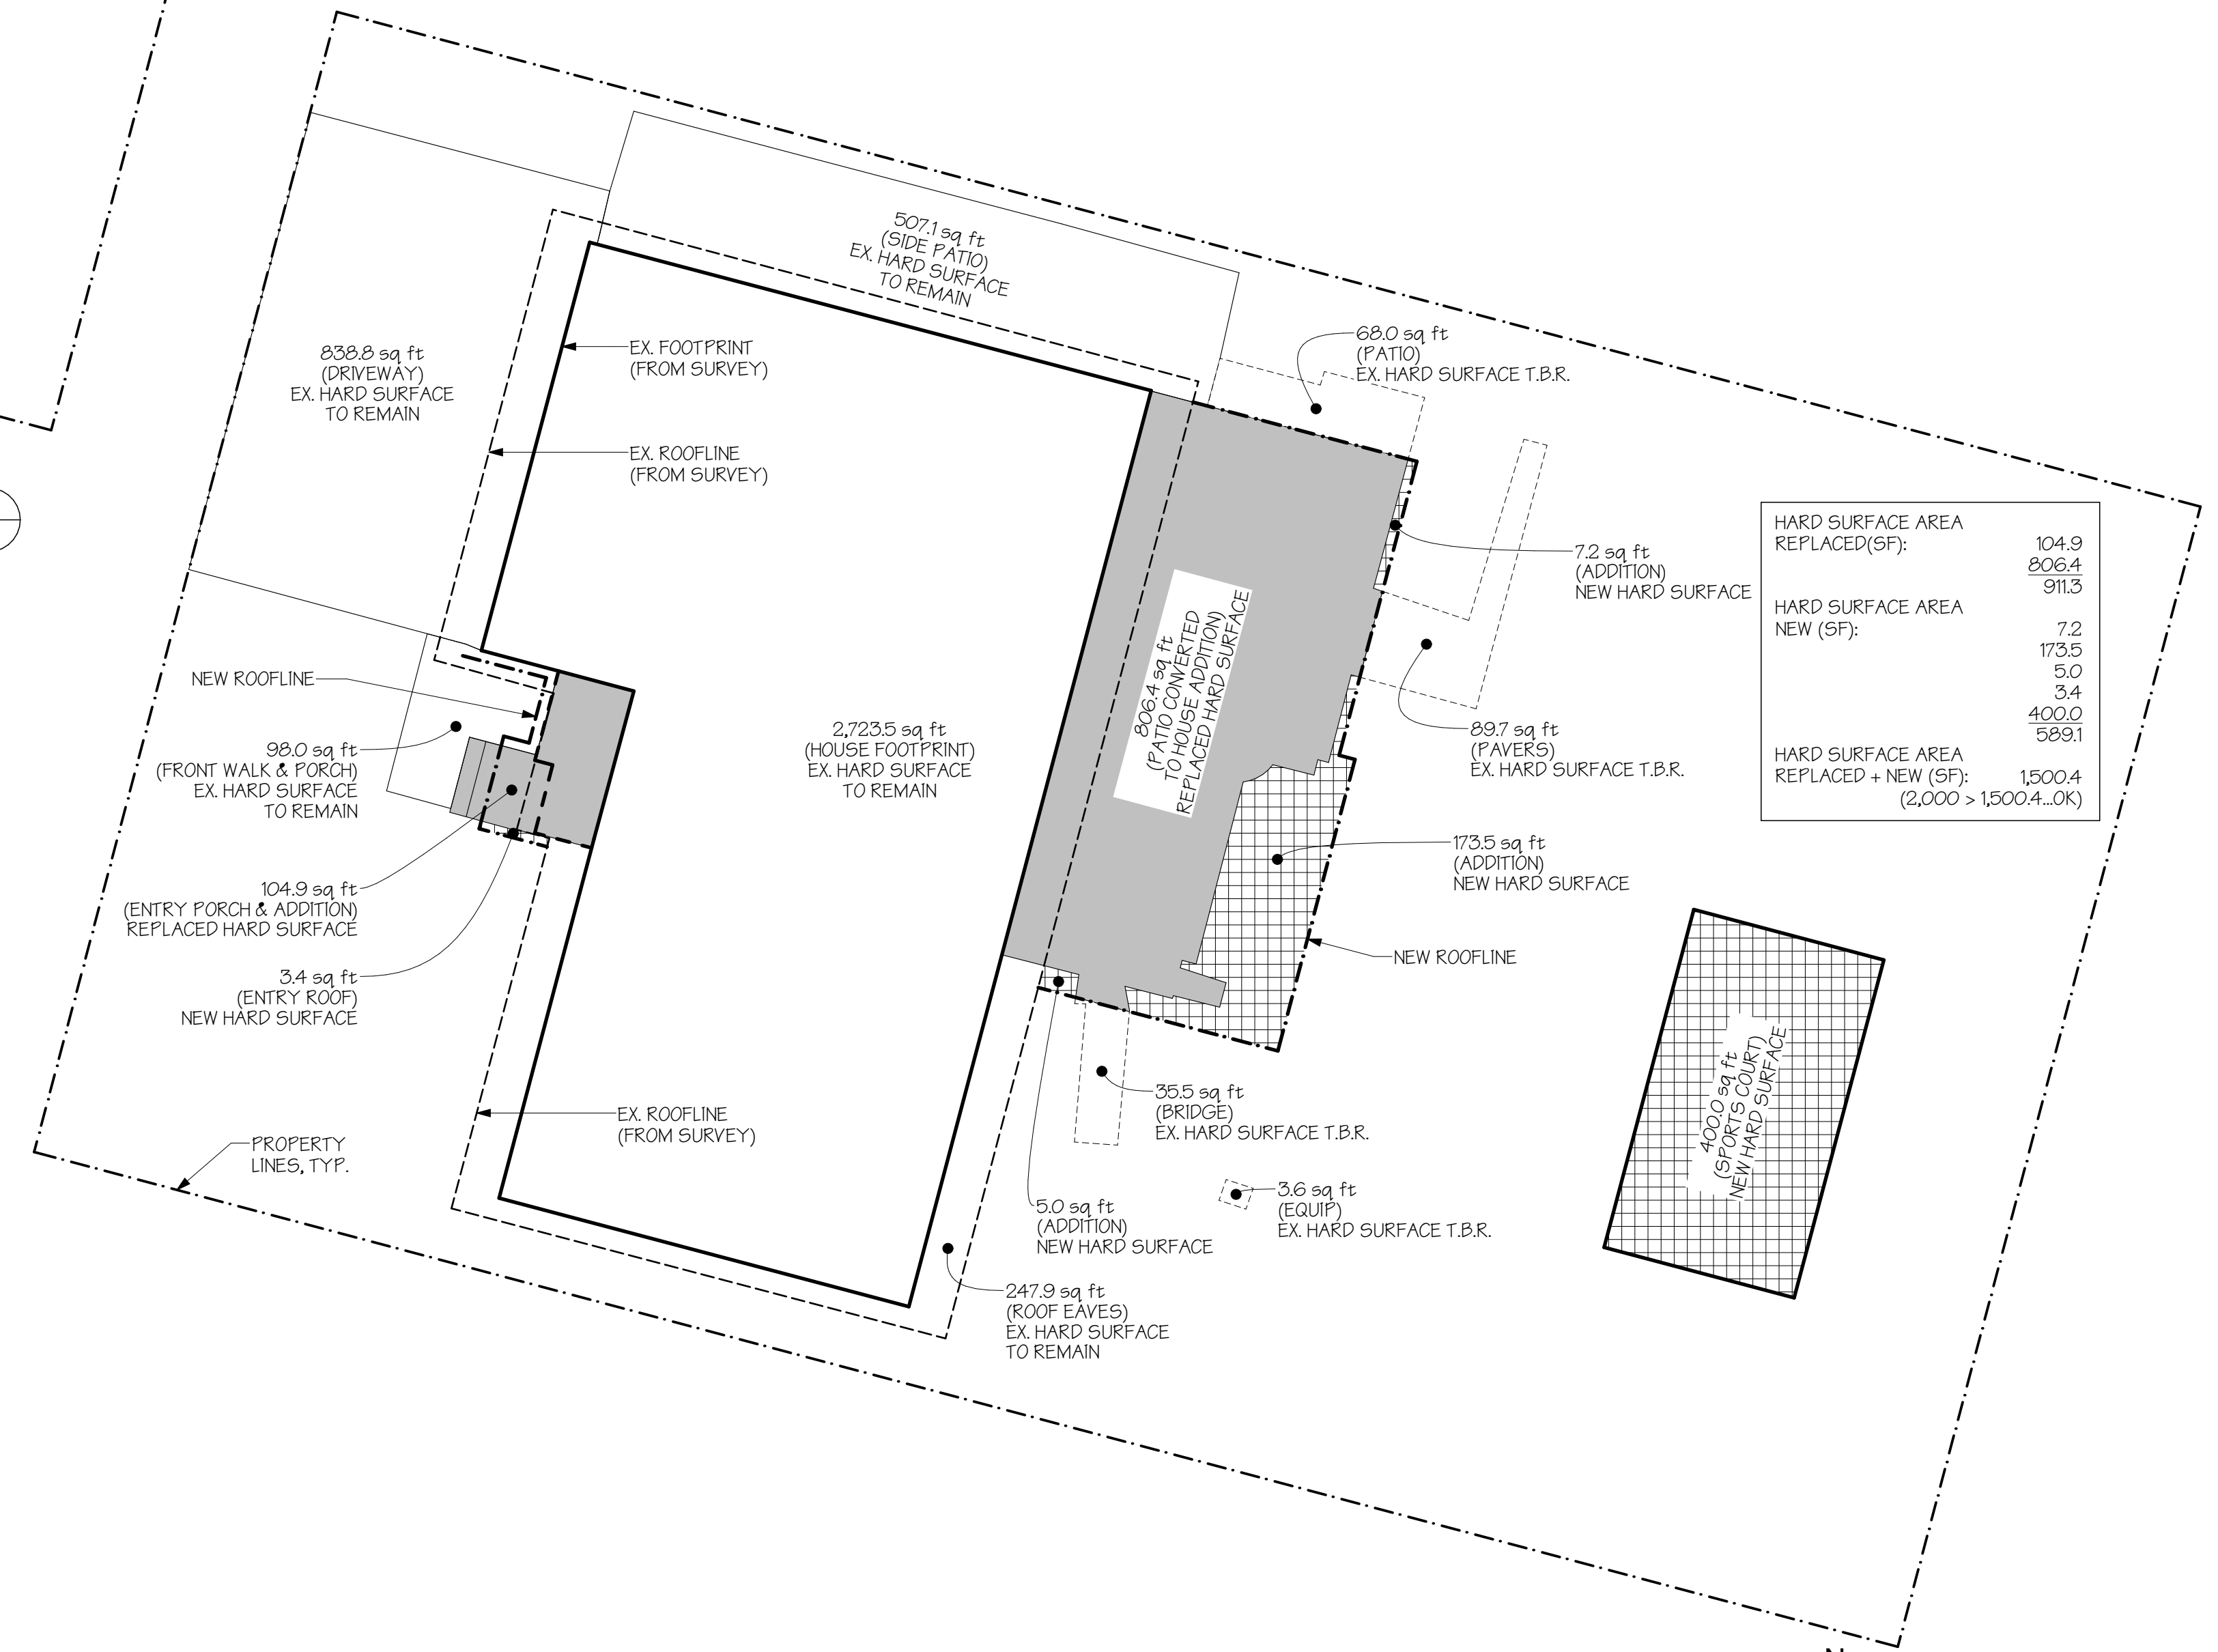 507.1 sq ft
(SIDE PATIO)
EX. HARD SURFACE
TO REMAIN
68.0 sq ft
(PATIO)
EX. HARD SURFACE T.B.R.
838.8 sq ft
(DRIVEWAY)
EX. HARD SURFACE
TO REMAIN
EX. FOOTPRINT
(FROM SURVEY)
EX. ROOFLINE
(FROM SURVEY)
7.2 sq ft
(ADDITION)
NEW HARD SURFACE
HARD SURFACE AREA
REPLACED(SF): 104.9
806.4
911.3
HARD SURFACE AREA
NEW (SF): 7.2
173.5
5.0
3.4
400.0
589.1
HARD SURFACE AREA
REPLACED + NEW (SF): 1,500.4
(2,000 > 1,500.4...OK)
806.4 sq ft
(PATIO CONVERTED
TO HOUSE ADDITION)
REPLACED HARD SURFACE
NEW ROOFLINE
98.0 sq ft
(FRONT WALK & PORCH)
EX. HARD SURFACE
TO REMAIN
2,723.5 sq ft
(HOUSE FOOTPRINT)
EX. HARD SURFACE
TO REMAIN
89.7 sq ft
(PAVERS)
EX. HARD SURFACE T.B.R.
104.9 sq ft
(ENTRY PORCH & ADDITION)
REPLACED HARD SURFACE
173.5 sq ft
(ADDITION)
NEW HARD SURFACE
3.4 sq ft
(ENTRY ROOF)
NEW HARD SURFACE
NEW ROOFLINE
400.0 sq ft
(SPORTS COURT)
NEW HARD SURFACE
EX. ROOFLINE
(FROM SURVEY)
PROPERTY
LINES, TYP.
35.5 sq ft
(BRIDGE)
EX. HARD SURFACE T.B.R.
3.6 sq ft
(EQUIP)
EX. HARD SURFACE T.B.R.
5.0 sq ft
(ADDITION)
NEW HARD SURFACE
247.9 sq ft
(ROOF EAVES)
EX. HARD SURFACE
TO REMAIN